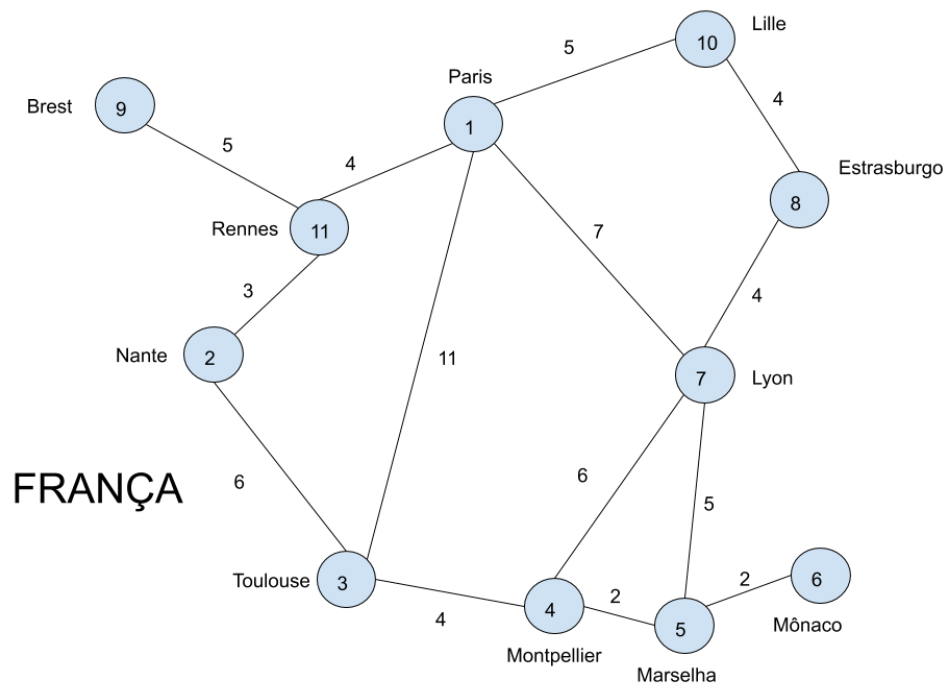 Lille
10
5
Paris
Brest
9
1
4
5
4
Estrasburgo
8
Rennes
11
7
3
4
Nante
2
11
7
Lyon
FRANÇA
6
6
5
Toulouse
3
4
4
2
2
6
Montpellier
5
Mônaco
Marselha